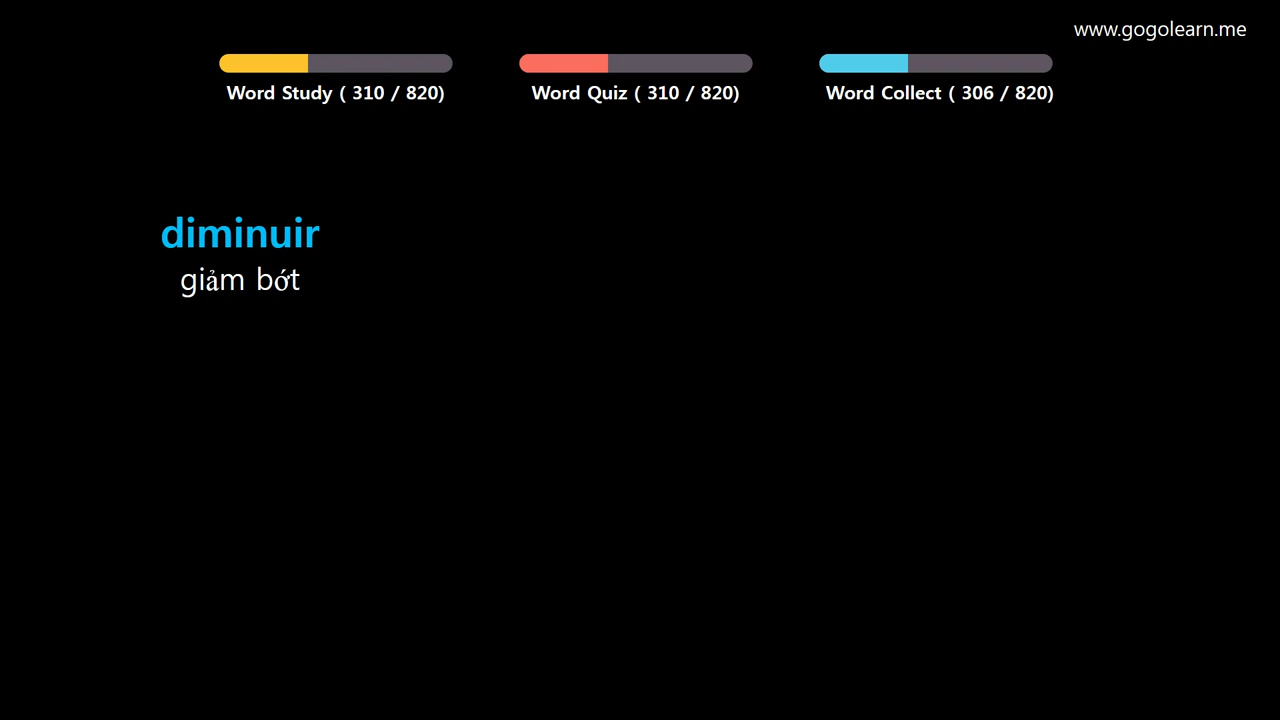 www.gogolearn.me
Word Study ( 310 / 820)
Word Quiz ( 310 / 820)
Word Collect ( 306 / 820)
diminuir
giảm bớt